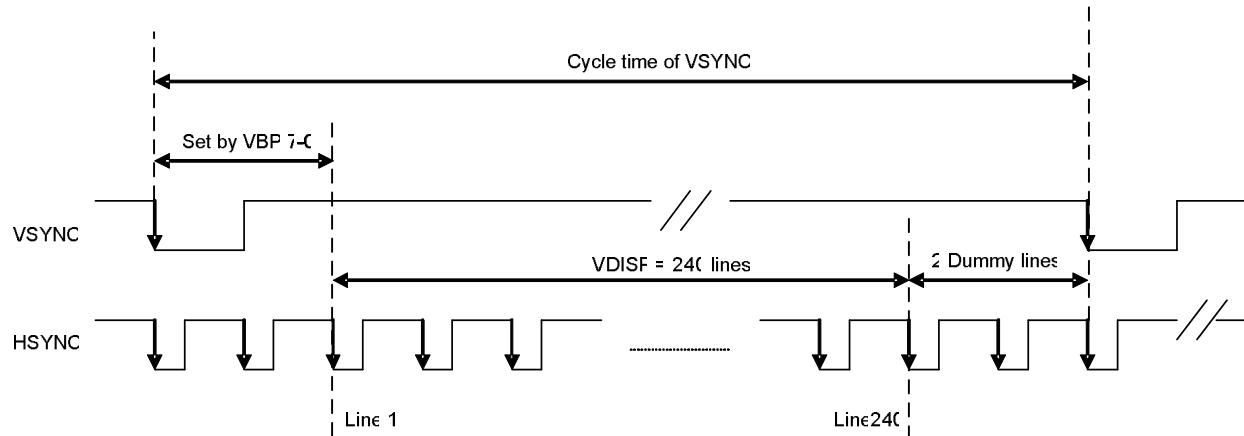 Cycle time of VSYNC
Set by VBP 7-0
VSYNC
VDISP = 240 lines
2 Dummy lines
HSYNC
Line 1
Line240